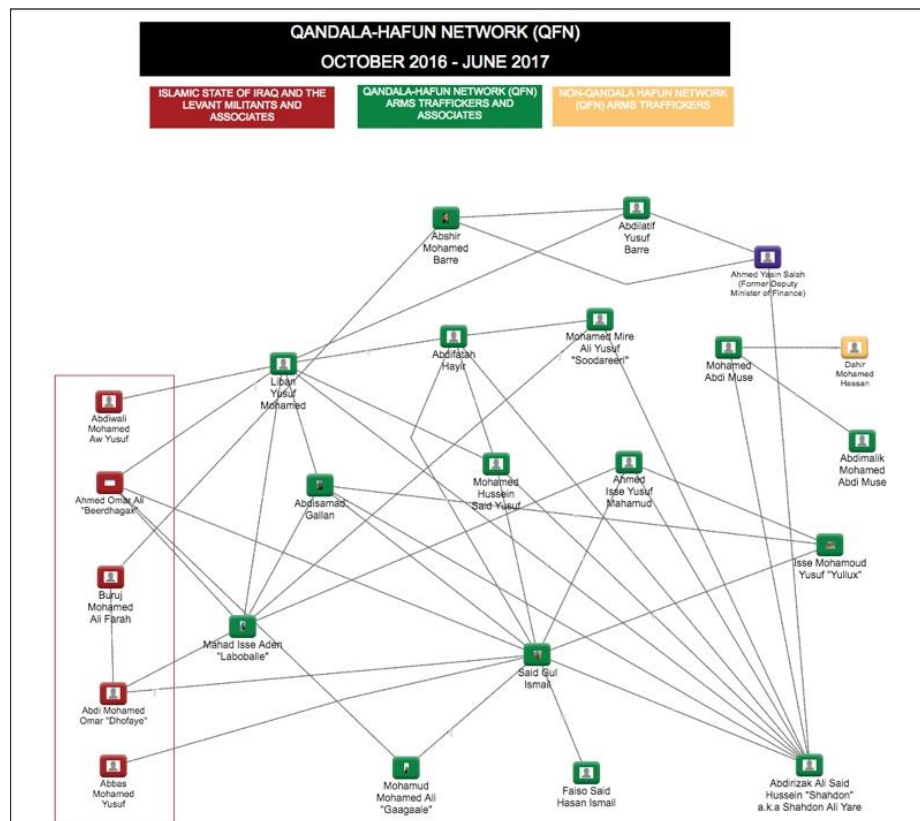 QANDALA-HAFUN NETWORK (QFN)
OCTOBER 2016 - JUNE 2017
ISLAMIC STATE OF IRAQ AND THE
LEVANT MILITANTS AND
ASSOCIATES
QANDALA-HAFUN NETWORK (QFN)
ARMS TRAFFICKERS AND
ASSOCIATES
NON-QANDALA HAFUN NETWORK
(QFN) ARMS TRAFFICKERS
Abshir
Mohamed
Barre
Abdilatif
Yusuf
Barre
Ahmed Yasin Salah
(Former Deputy
Minister of Finance)
Liban
Yusuf
Mohamed
Abdifatah
Hayir
Mohamed Mire
Ali Yusuf
"Soodareeri"
Mohamed
Abdi Muse
Dahir
Mohamed
Hassan
Abdiwali
Mohamed
Aw Yusuf
Abdimalik
Mohamed
Abdi Muse
Ahmed Omar Ali
"Beerdhagax"
Abdisamad
Gallan
Mohamed
Hussein
Said Yusuf
Ahmed
Isse Yusuf
Mahamud
Isse Mohamoud
Yusuf "Yullux"
Buruj
Mohamed
Ali Farah
Mahad Isse Aden
"Laboballe"
Said Gul
Ismail
Abdi Mohamed
Omar "Dhofaye"
Abbas
Mohamed
Yusuf
Mohamud
Mohamed Ali
"Gaagaale"
Faiso Said
Hasan Ismail
Abdirizak Ali Said
Hussein "Shahdon"
a.k.a Shahdon Ali Yare